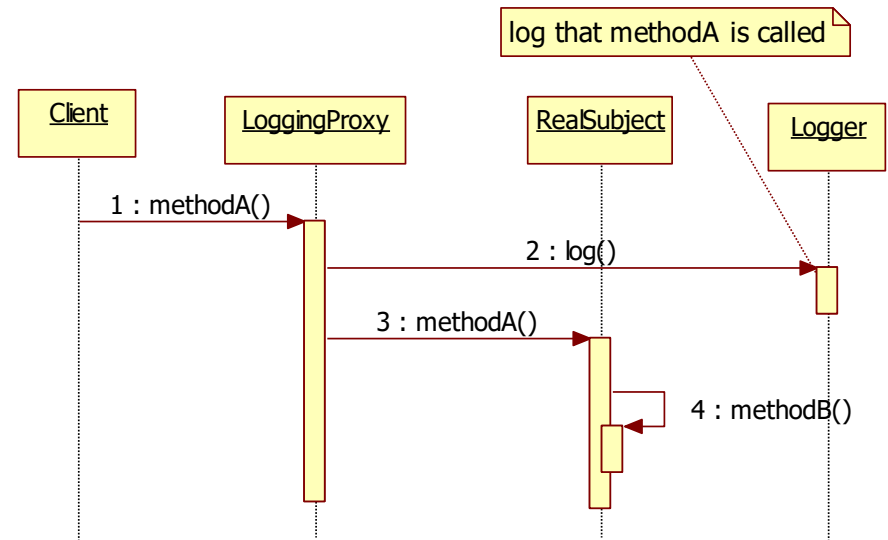 log that methodA is called
Client
LoggingProxy
RealSubject
Logger
1 : methodA()
2 : log()
3 : methodA()
4 : methodB()